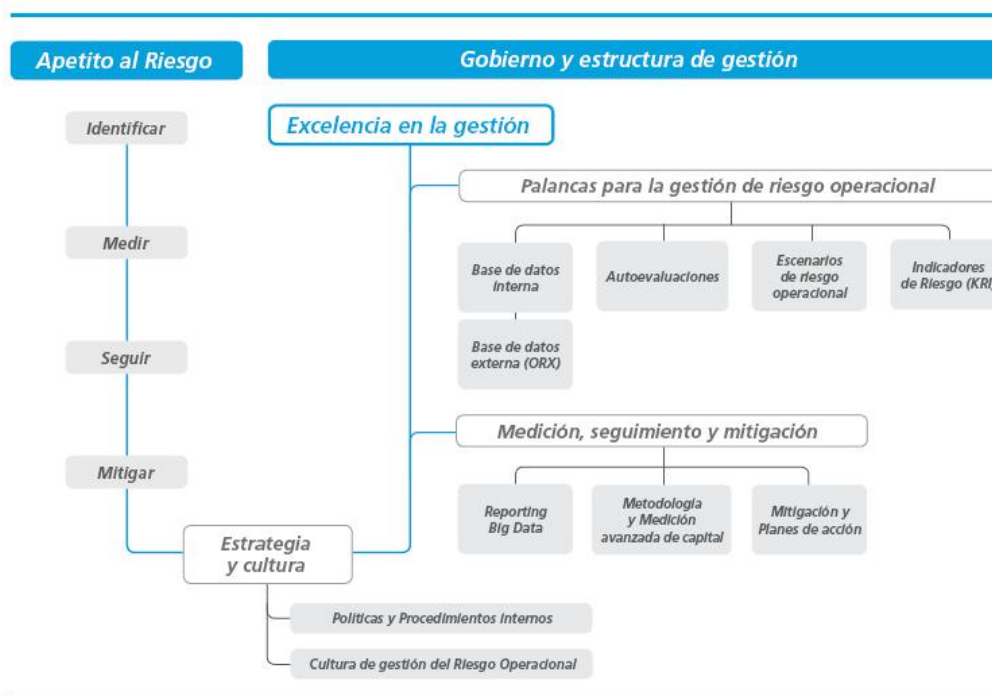 Apetito al Riesgo
Gobierno y estructura de gestión
Identificar
Medir
Seguir
Mitigar
Excelencia en la gestión
Palancas para la gestión de riesgo operacional
Base de datos
interna
Autoevaluaciones
Escenarios
de riesgo
operacional
Indicadores
de Riesgo (KRI)
Base de datos
externa (ORX)
Medición, seguimiento y mitigación
Reporting
Big Data
Metodología
y Medición
avanzada de capital
Mitigación y
Planes de acción
Estrategia
y cultura
Políticas y Procedimientos internos
Cultura de gestión del Riesgo Operacional